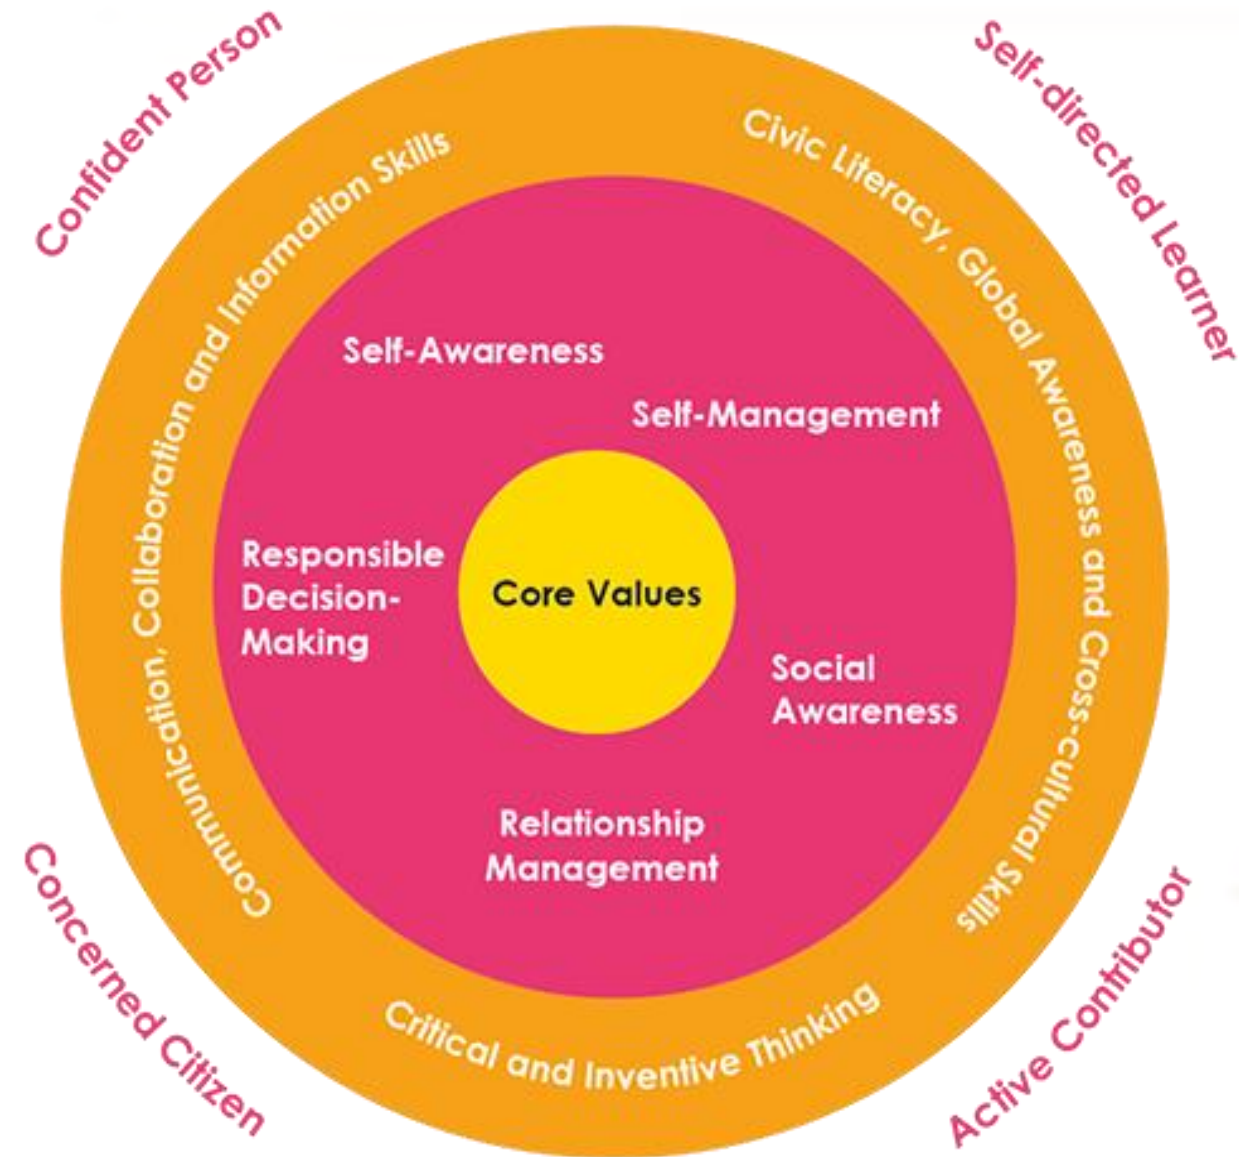 Confident Person
Self-directed Learner
Communication, Collaboration and Information Skills
Civic Literacy, Global Awareness and Cross-cultural Skills
Self-Awareness
Self-Management
Responsible
Decision-
Making
Core Values
Social
Awareness
Relationship
Management
Critical and Inventive Thinking
Concerned Citizen
Active Contributor